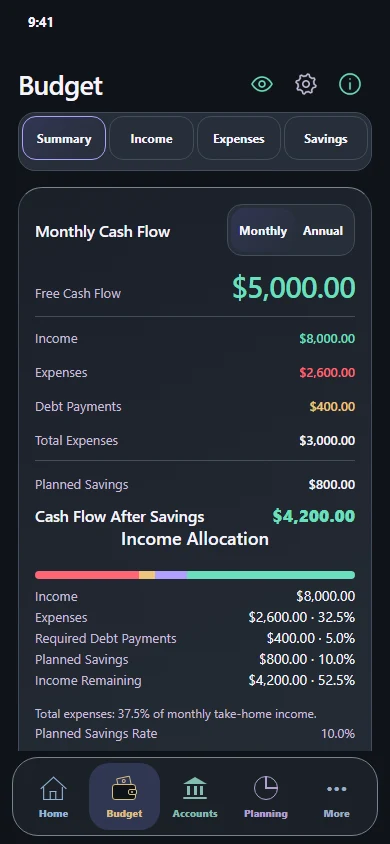 9:41
Budget
Summary Income Expenses Savings
Monthly Cash Flow Monthly Annual
Free Cash Flow $5,000.00
Income $8,000.00
Expenses $2,600.00
Debt Payments $400.00
Total Expenses $3,000.00
Planned Savings $800.00
Cash Flow After Savings $4,200.00
Income Allocation
Income $8,000.00
Expenses $2,600.00 · 32.5%
Required Debt Payments $400.00 · 5.0%
Planned Savings $800.00 · 10.0%
Income Remaining $4,200.00 · 52.5%
Total expenses: 37.5% of monthly take-home income.
Planned Savings Rate 10.0%
Home Budget Accounts Planning More